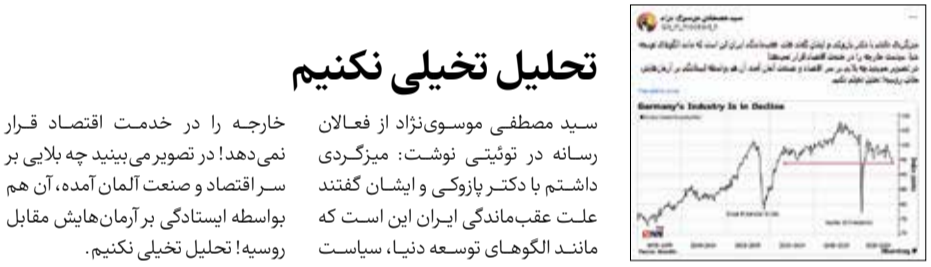 تحلیل تخیلی نکنیم
سید مصطفی موسوی‌نژاد از فعالان
رسانه در توئیتی نوشت: میزگردی
داشتم با دکتر پازوکی و ایشان گفتند
علت عقب‌ماندگی ایران این است که
مانند الگوهای توسعه دنیا، سیاست
خارجه را در خدمت اقتصاد قرار
نمی‌دهد! در تصویر می‌بینید چه بلایی بر
سر اقتصاد و صنعت آلمان آمده، آن هم
بواسطه ایستادگی بر آرمان‌هایش مقابل
روسیه! تحلیل تخیلی نکنیم.
Germany's Industry Is in Decline